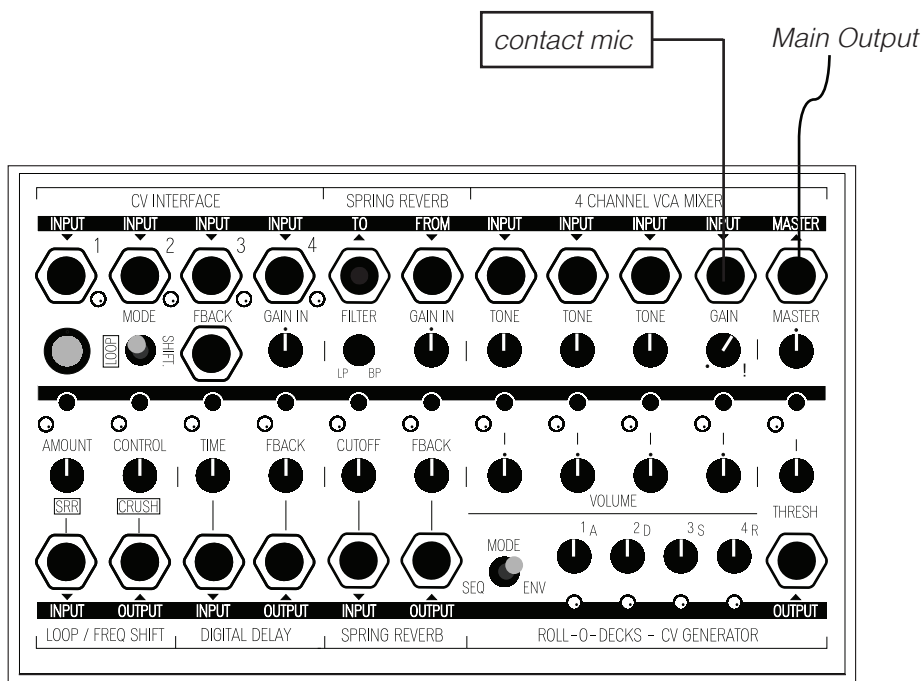 contact mic Main Output
CV INTERFACE SPRING REVERB 4 CHANNEL VCA MIXER
INPUT INPUT INPUT INPUT TO FROM INPUT INPUT INPUT INPUT MASTER
1 2 3 4
MODE FBACK GAIN IN FILTER GAIN IN TONE TONE TONE GAIN MASTER
LOOP SHIFT.
LP BP !
AMOUNT CONTROL TIME FBACK CUTOFF FBACK
SRR CRUSH VOLUME THRESH
1 A 2 D 3 S 4 R
MODE
SEQ ENV
INPUT OUTPUT INPUT OUTPUT INPUT OUTPUT OUTPUT
LOOP / FREQ SHIFT DIGITAL DELAY SPRING REVERB ROLL-O-DECKS - CV GENERATOR